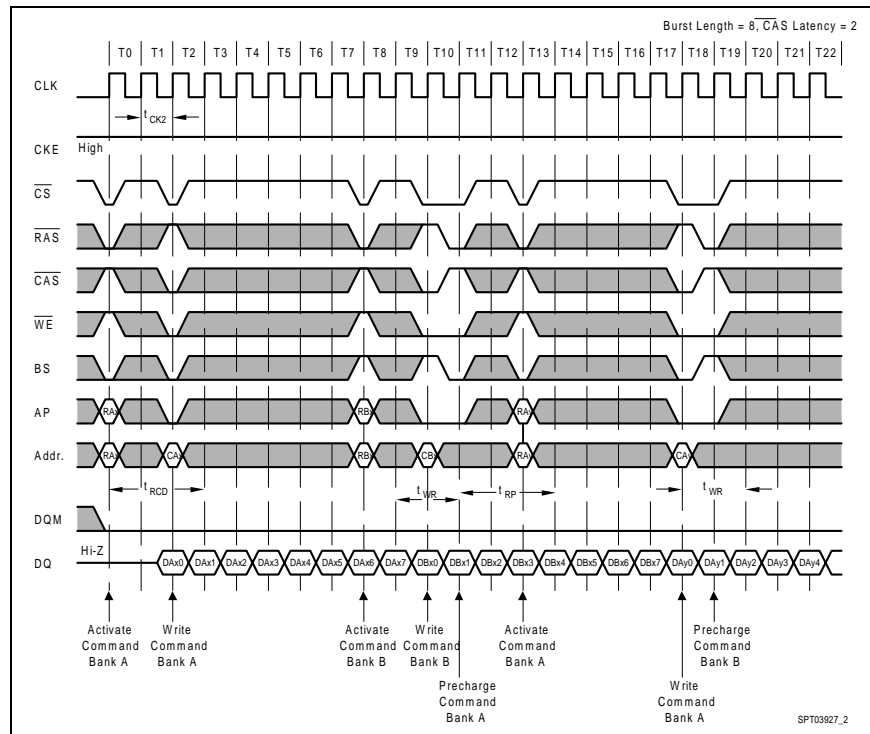 Burst Length = 8, CAS Latency = 2
T0 T1 T2 T3 T4 T5 T6 T7 T8 T9 T10 T11 T12 T13 T14 T15 T16 T17 T18 T19 T20 T21 T22
CLK
t CK2
CKE High
CS
RAS
CAS
WE
BS
AP RAx RBx RAy
Addr. RAx CAx RBx CBx RAy CAy
t RCD t WR t RP t WR
DQM
Hi-Z
DQ DAx0 DAx1 DAx2 DAx3 DAx4 DAx5 DAx6 DAx7 DBx0 DBx1 DBx2 DBx3 DBx4 DBx5 DBx6 DBx7 DAy0 DAy1 DAy2 DAy3 DAy4
Activate Write Activate Write Activate Precharge
Command Command Command Command Command Command
Bank A Bank A Bank B Bank B Bank A Bank B
Precharge Write
Command Command
Bank A Bank A
SPT03927_2